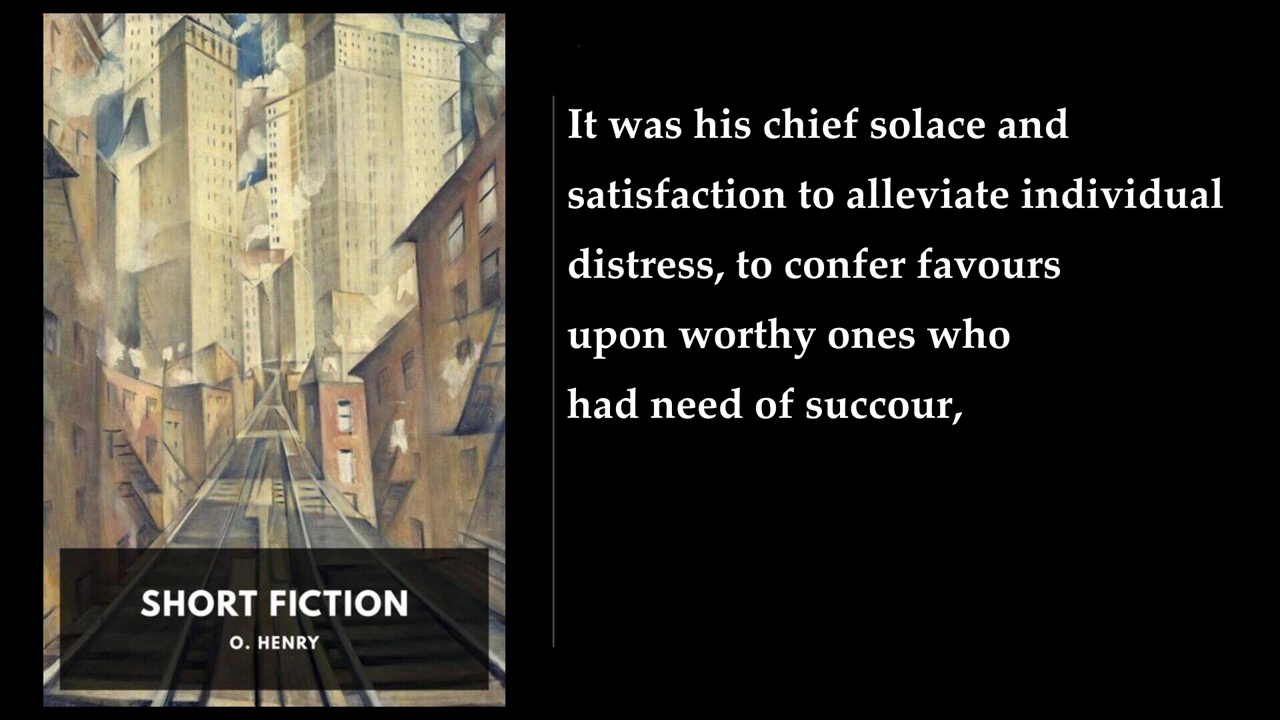 It was his chief solace and
satisfaction to alleviate individual
distress, to confer favours
upon worthy ones who
had need of succour,
SHORT FICTION
O. HENRY